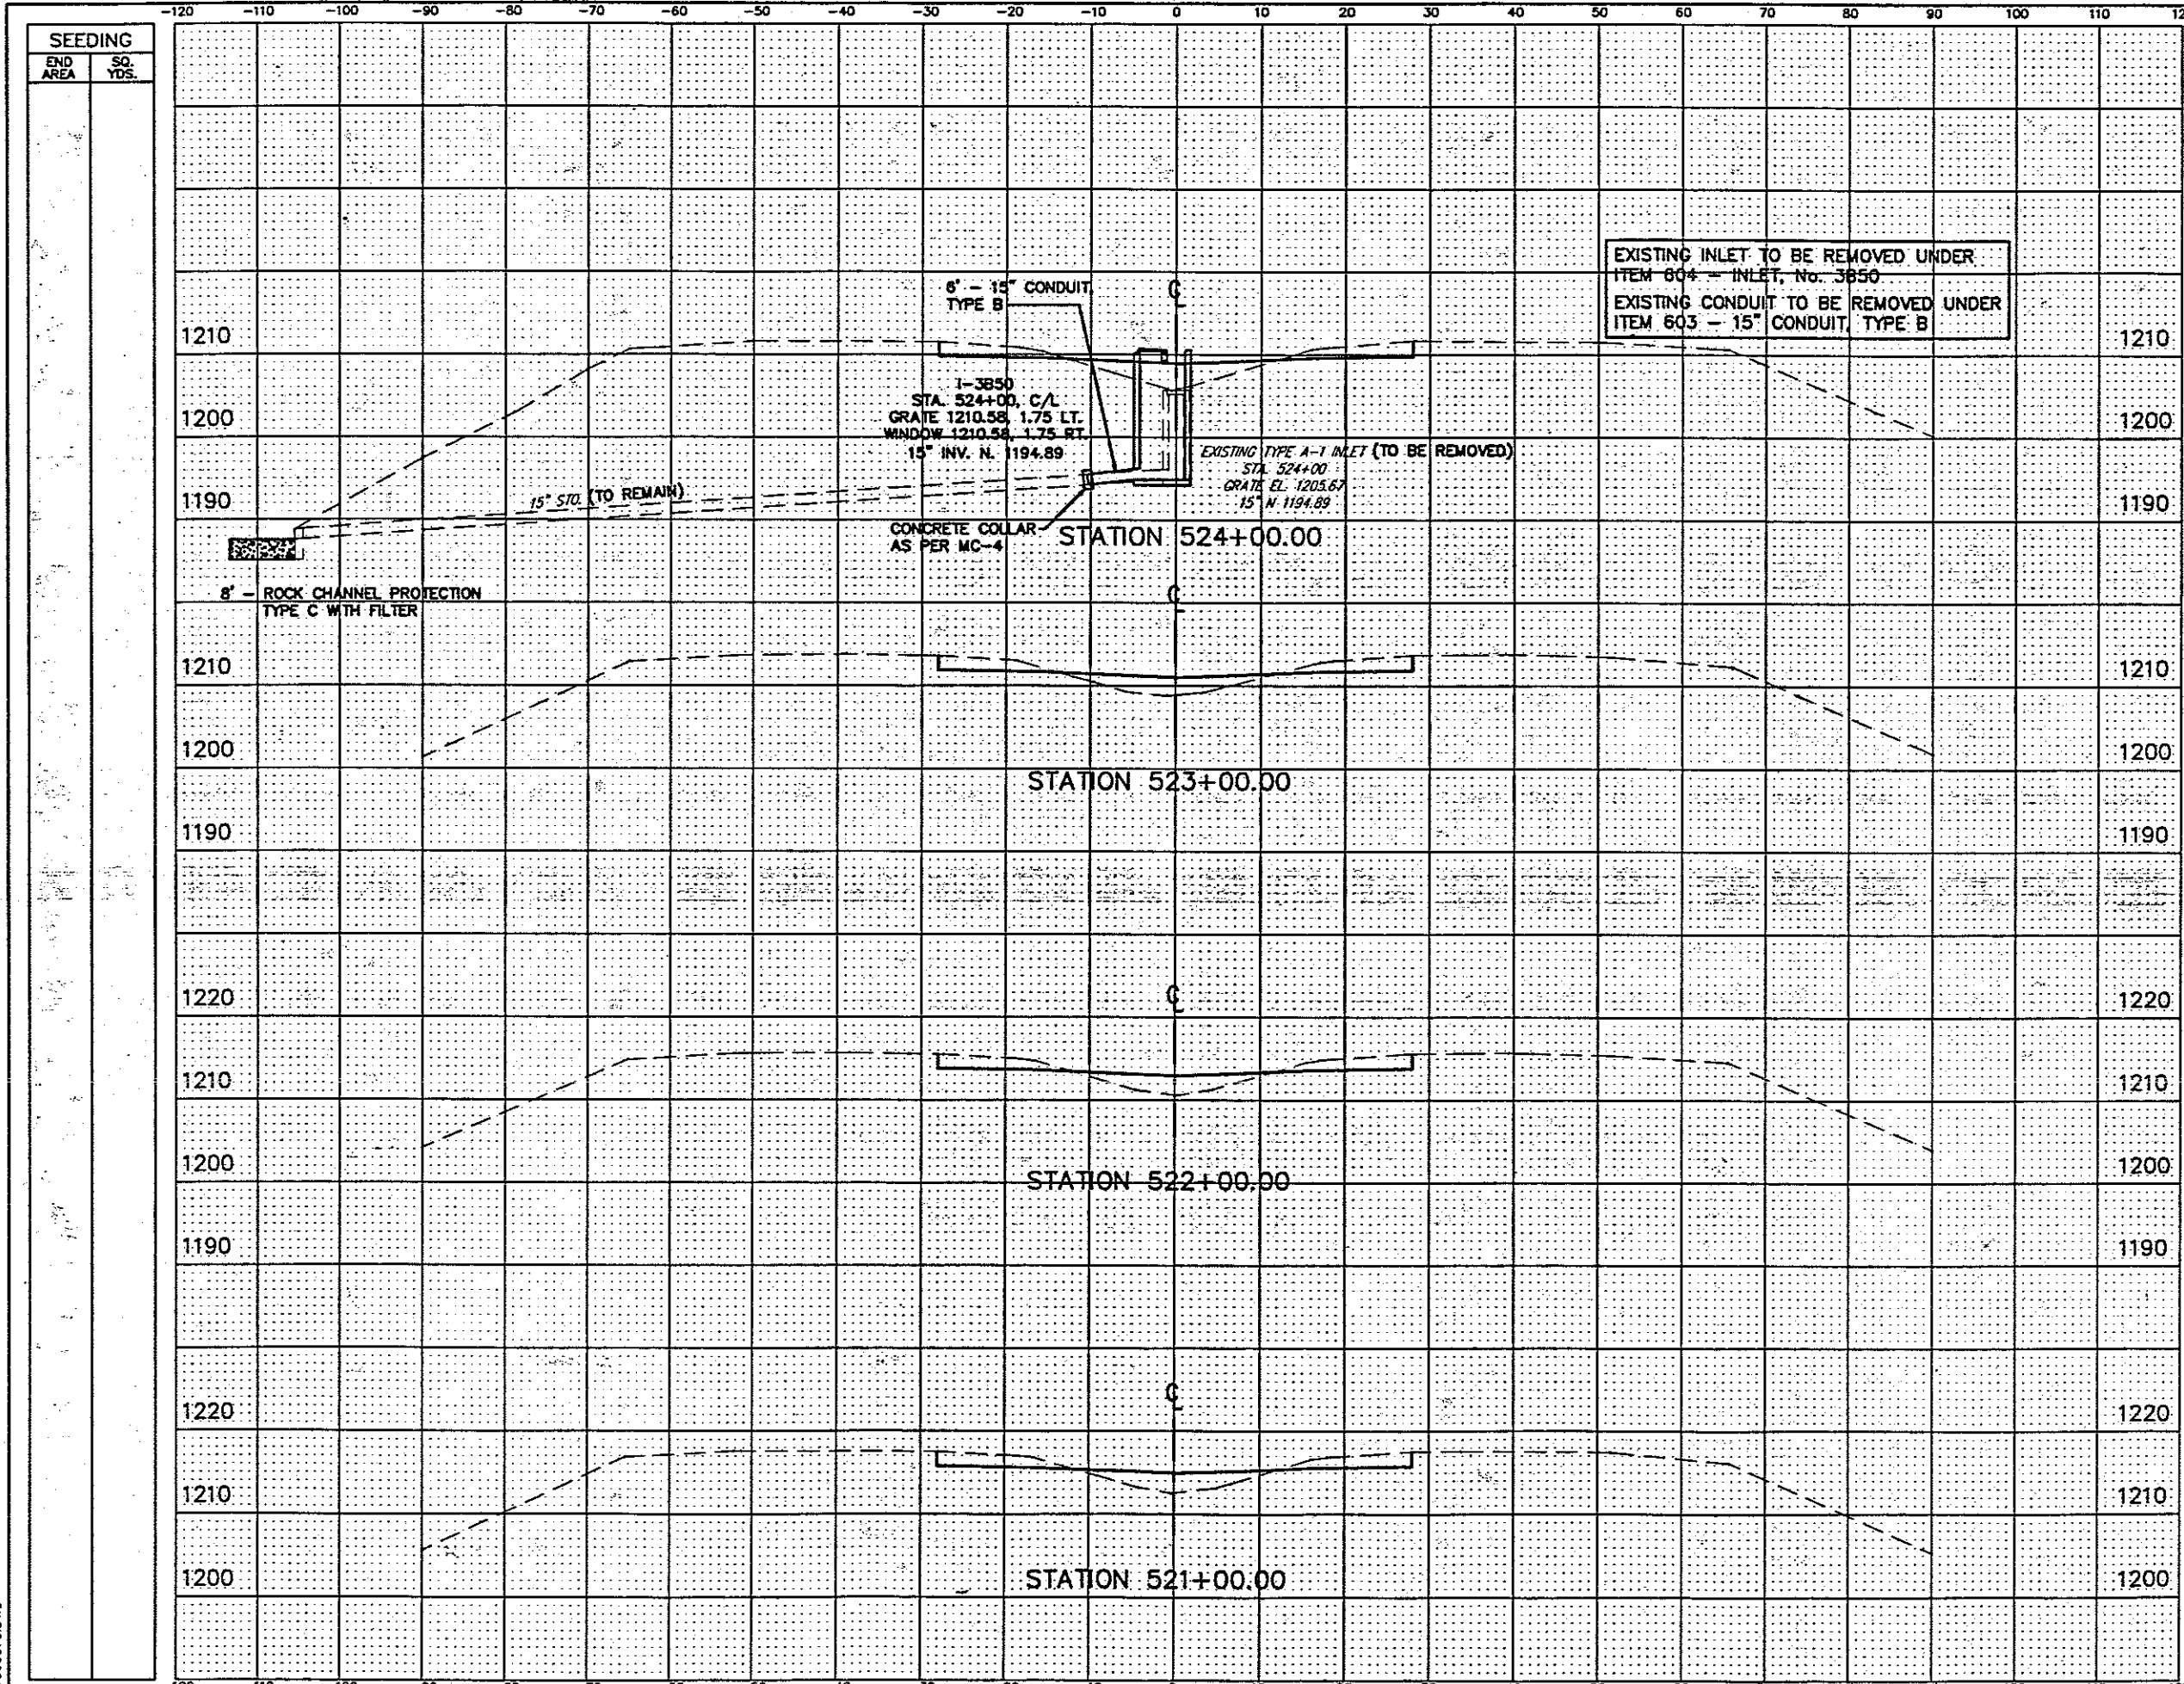 -120 -110 -100 -90 -80 -70 -60 -50 -40 -30 -20 -10 0 10 20 30 40 50 60 70 80 90 100 110
SEEDING
END AREA
SQ. YDS.
EXISTING INLET TO BE REMOVED UNDER
ITEM 604 - INLET, No. 3B50
EXISTING CONDUIT TO BE REMOVED UNDER
ITEM 603 - 15" CONDUIT, TYPE B
6' - 15" CONDUIT,
TYPE B
℄
1210 1210
I-3B50
STA. 524+00, C/L
GRATE 1210.58, 1.75 LT.
WINDOW 1210.58, 1.75 RT.
15" INV. N. 1194.89
1200 1200
EXISTING TYPE A-1 INLET (TO BE REMOVED)
STA. 524+00
GRATE EL. 1205.67
15" N 1194.89
15" STO. (TO REMAIN)
1190 1190
CONCRETE COLLAR
AS PER MC-4
STATION 524+00.00
8' - ROCK CHANNEL PROTECTION
TYPE C WITH FILTER
℄
1210 1210
1200 1200
STATION 523+00.00
1190 1190
1220 ℄ 1220
1210 1210
1200 1200
STATION 522+00.00
1190 1190
℄
1220 1220
1210 1210
1200 STATION 521+00.00 1200